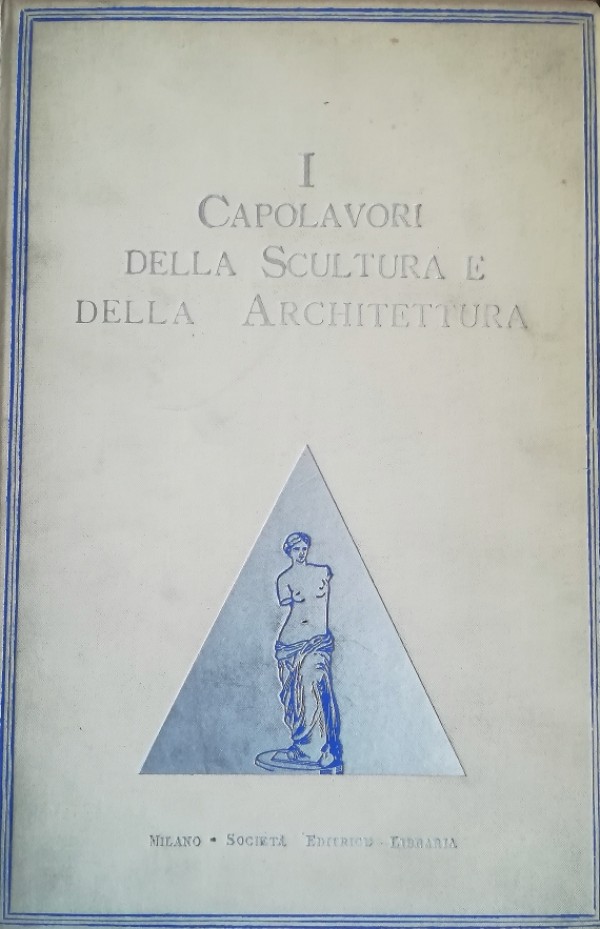 I
CAPOLAVORI
DELLA SCULTURA E
DELLA ARCHITETTURA
MILANO - SOCIETÀ EDITRICE - LIBRARIA